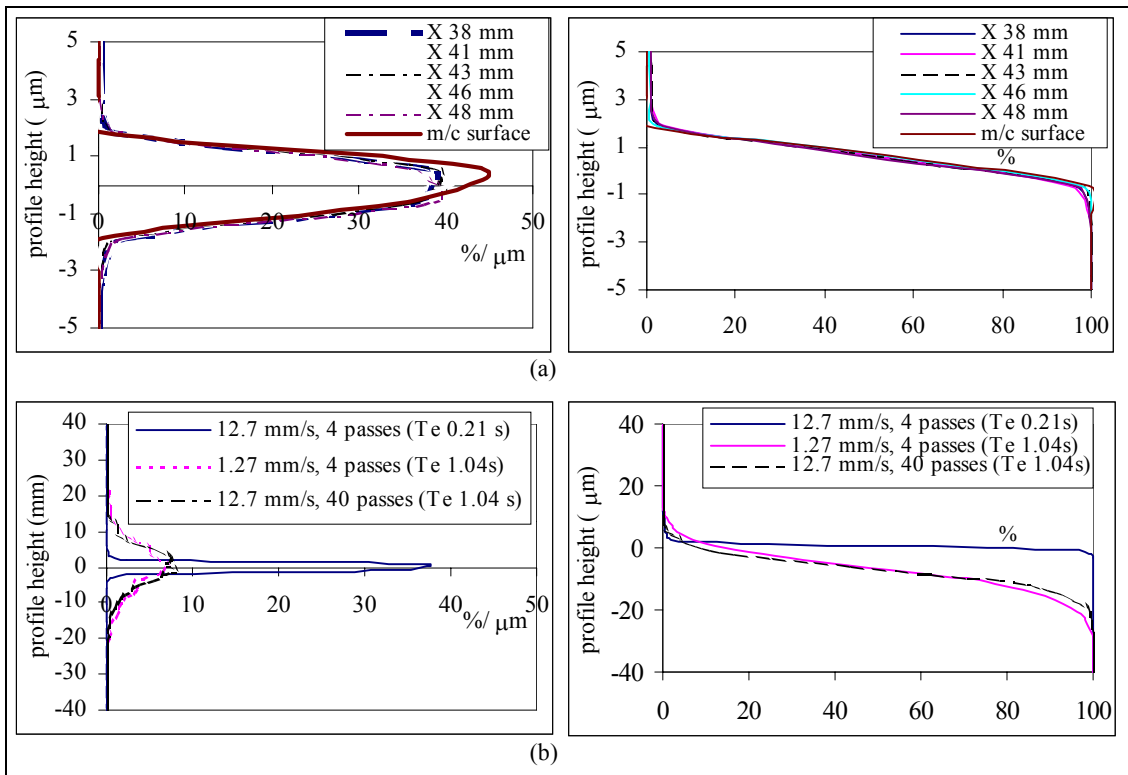 X 38 mm
X 41 mm
X 43 mm
X 46 mm
X 48 mm
m/c surface
5
3
1
-1
-3
-5
profile height ( μm)
0
10
20
30
40
50
%/ μm
X 38 mm
X 41 mm
X 43 mm
X 46 mm
X 48 mm
m/c surface
%
5
3
1
-1
-3
-5
profile height ( μm)
0
20
40
60
80
100
(a)
12.7 mm/s, 4 passes (Te 0.21 s)
1.27 mm/s, 4 passes (Te 1.04s)
12.7 mm/s, 40 passes (Te 1.04 s)
40
30
20
10
0
-10
-20
-30
-40
profile height (mm)
0
10
20
30
40
50
%/ μm
12.7 mm/s, 4 passes (Te 0.21s)
1.27 mm/s, 4 passes (Te 1.04s)
12.7 mm/s, 40 passes (Te 1.04s)
%
40
20
0
-20
-40
profile height ( μm)
0
20
40
60
80
100
(b)